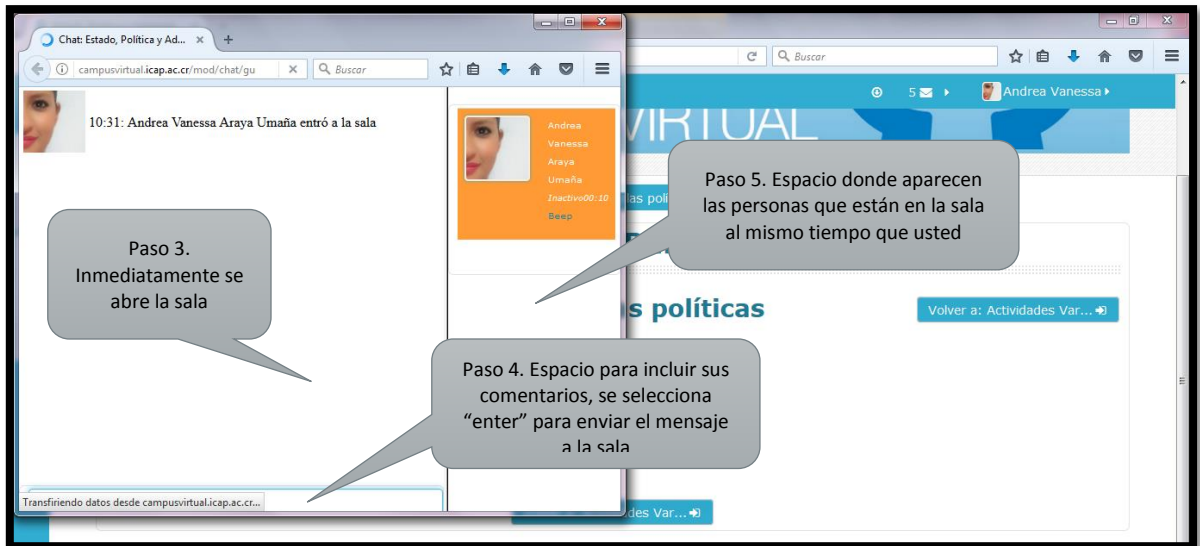 Chat: Estado, Política y Ad...
campusvirtual.icap.ac.cr/mod/chat/gu
Buscar
10:31: Andrea Vanessa Araya Umaña entró a la sala
Andrea
Vanessa
Araya
Umaña
Inactivo00:10
Beep
Paso 3.
Inmediatamente se
abre la sala
Paso 4. Espacio para incluir sus
comentarios, se selecciona
“enter” para enviar el mensaje
a la sala
Transfiriendo datos desde campusvirtual.icap.ac.cr...
Buscar
5
Andrea Vanessa
VIRTUAL
Paso 5. Espacio donde aparecen
las personas que están en la sala
al mismo tiempo que usted
las
s políticas
Volver a: Actividades Var...
des Var...